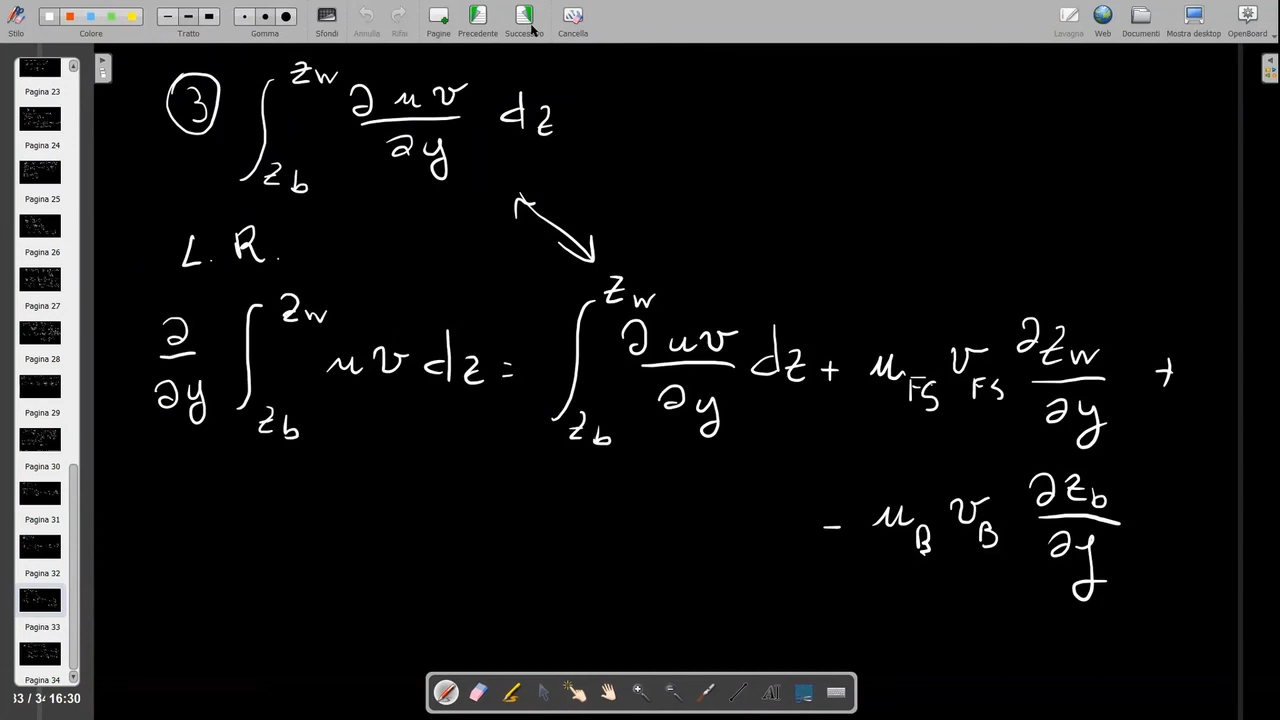 Stilo Colore Tratto Gomma Sfondi Annulla Rifai Pagine Precedente Successivo Cancella Lavagna Web Documenti Mostra desktop OpenBoard
Pagina 23
Pagina 24
Pagina 25
Pagina 26
Pagina 27
Pagina 28
Pagina 29
Pagina 30
Pagina 31
Pagina 32
Pagina 33
Pagina 34
33 / 34 16:30
③ ∫_{z_b}^{z_w} ∂uv/∂y dz
L.R.
∂/∂y ∫_{z_b}^{z_w} uv dz = ∫_{z_b}^{z_w} ∂uv/∂y dz + u_{FS} v_{FS} ∂z_w/∂y +
- u_B v_B ∂z_b/∂y